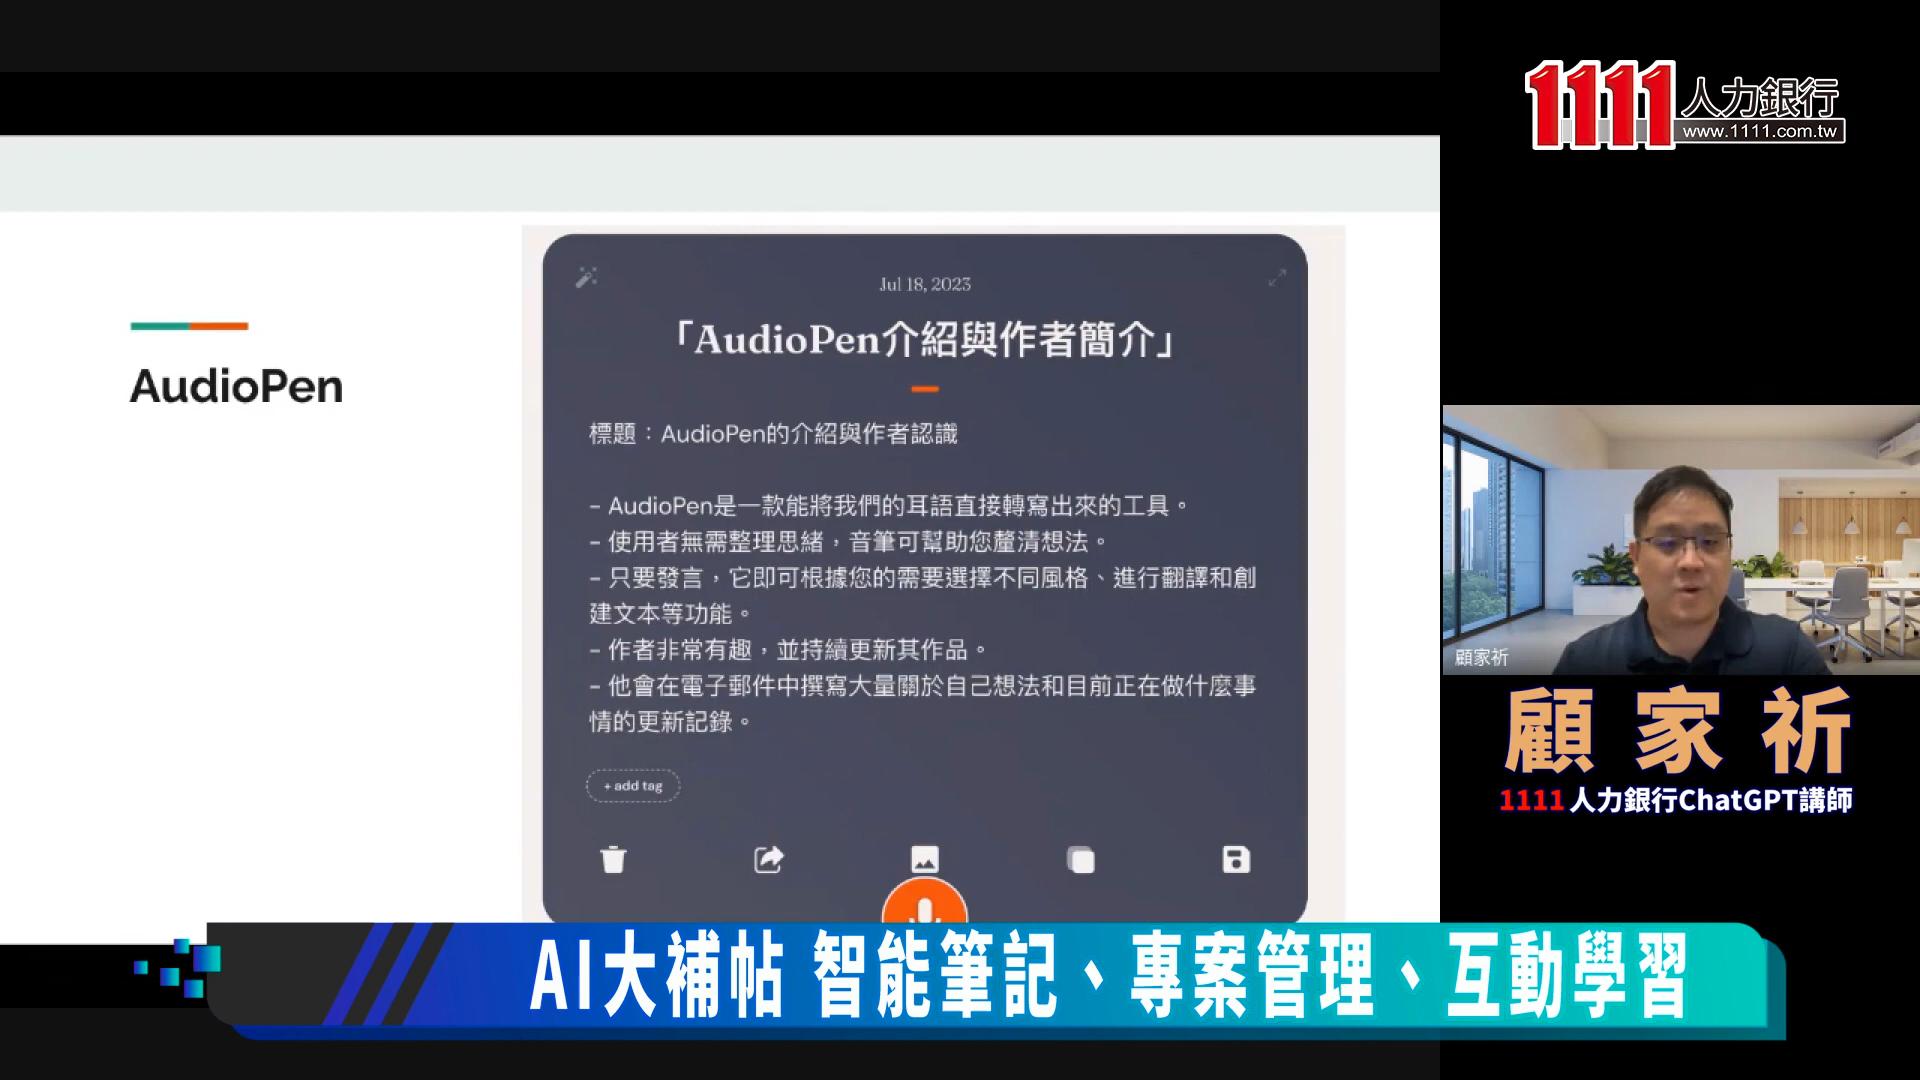 1111人力銀行
www.1111.com.tw
AudioPen
Jul 18, 2023
「AudioPen介紹與作者簡介」
標題：AudioPen的介紹與作者認識
- AudioPen是一款能將我們的耳語直接轉寫出來的工具。
- 使用者無需整理思緒，音筆可幫助您釐清想法。
- 只要發言，它即可根據您的需要選擇不同風格、進行翻譯和創
建文本等功能。
- 作者非常有趣，並持續更新其作品。
- 他會在電子郵件中撰寫大量關於自己想法和目前正在做什麼事
情的更新記錄。
+ add tag
顧家祈
顧家祈
1111人力銀行ChatGPT講師
AI大補帖 智能筆記、專案管理、互動學習